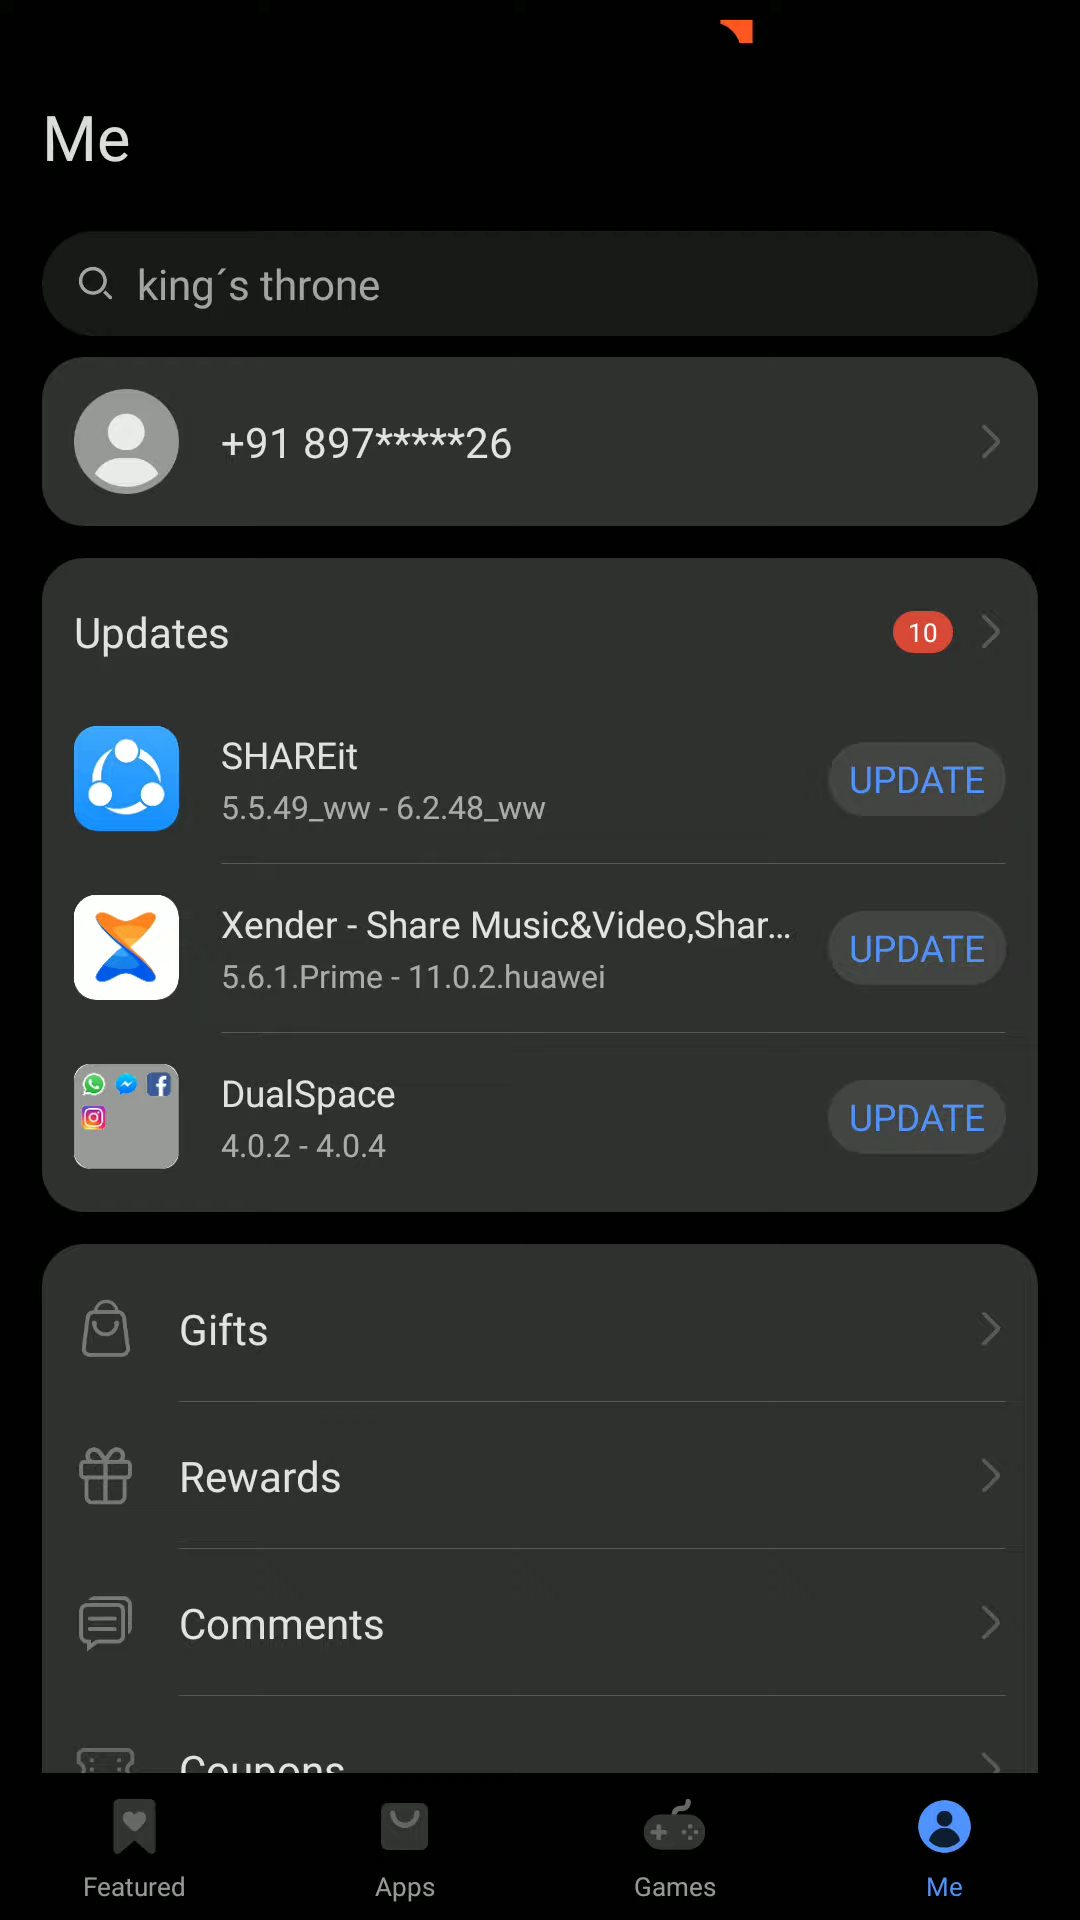 Me
king´s throne
+91 897*****26
Updates
10
SHAREit
5.5.49_ww - 6.2.48_ww
UPDATE
Xender - Share Music&Video,Shar...
5.6.1.Prime - 11.0.2.huawei
UPDATE
DualSpace
4.0.2 - 4.0.4
UPDATE
Gifts
Rewards
Comments
Coupons
Featured
Apps
Games
Me